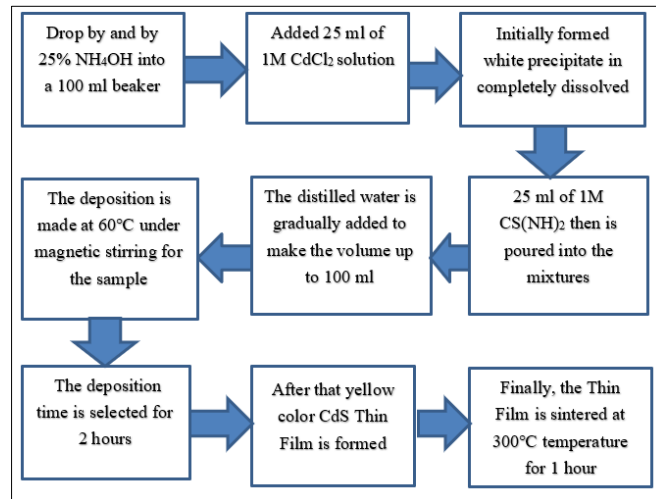 Drop by and by
25% NH₄OH into
a 100 ml beaker
Added 25 ml of
1M CdCl₂ solution
Initially formed
white precipitate in
completely dissolved
25 ml of 1M
CS(NH)₂ then is
poured into the
mixtures
The distilled water is
gradually added to
make the volume up
to 100 ml
The deposition is
made at 60℃ under
magnetic stirring for
the sample
The deposition
time is selected for
2 hours
After that yellow
color CdS Thin
Film is formed
Finally, the Thin
Film is sintered at
300℃ temperature
for 1 hour